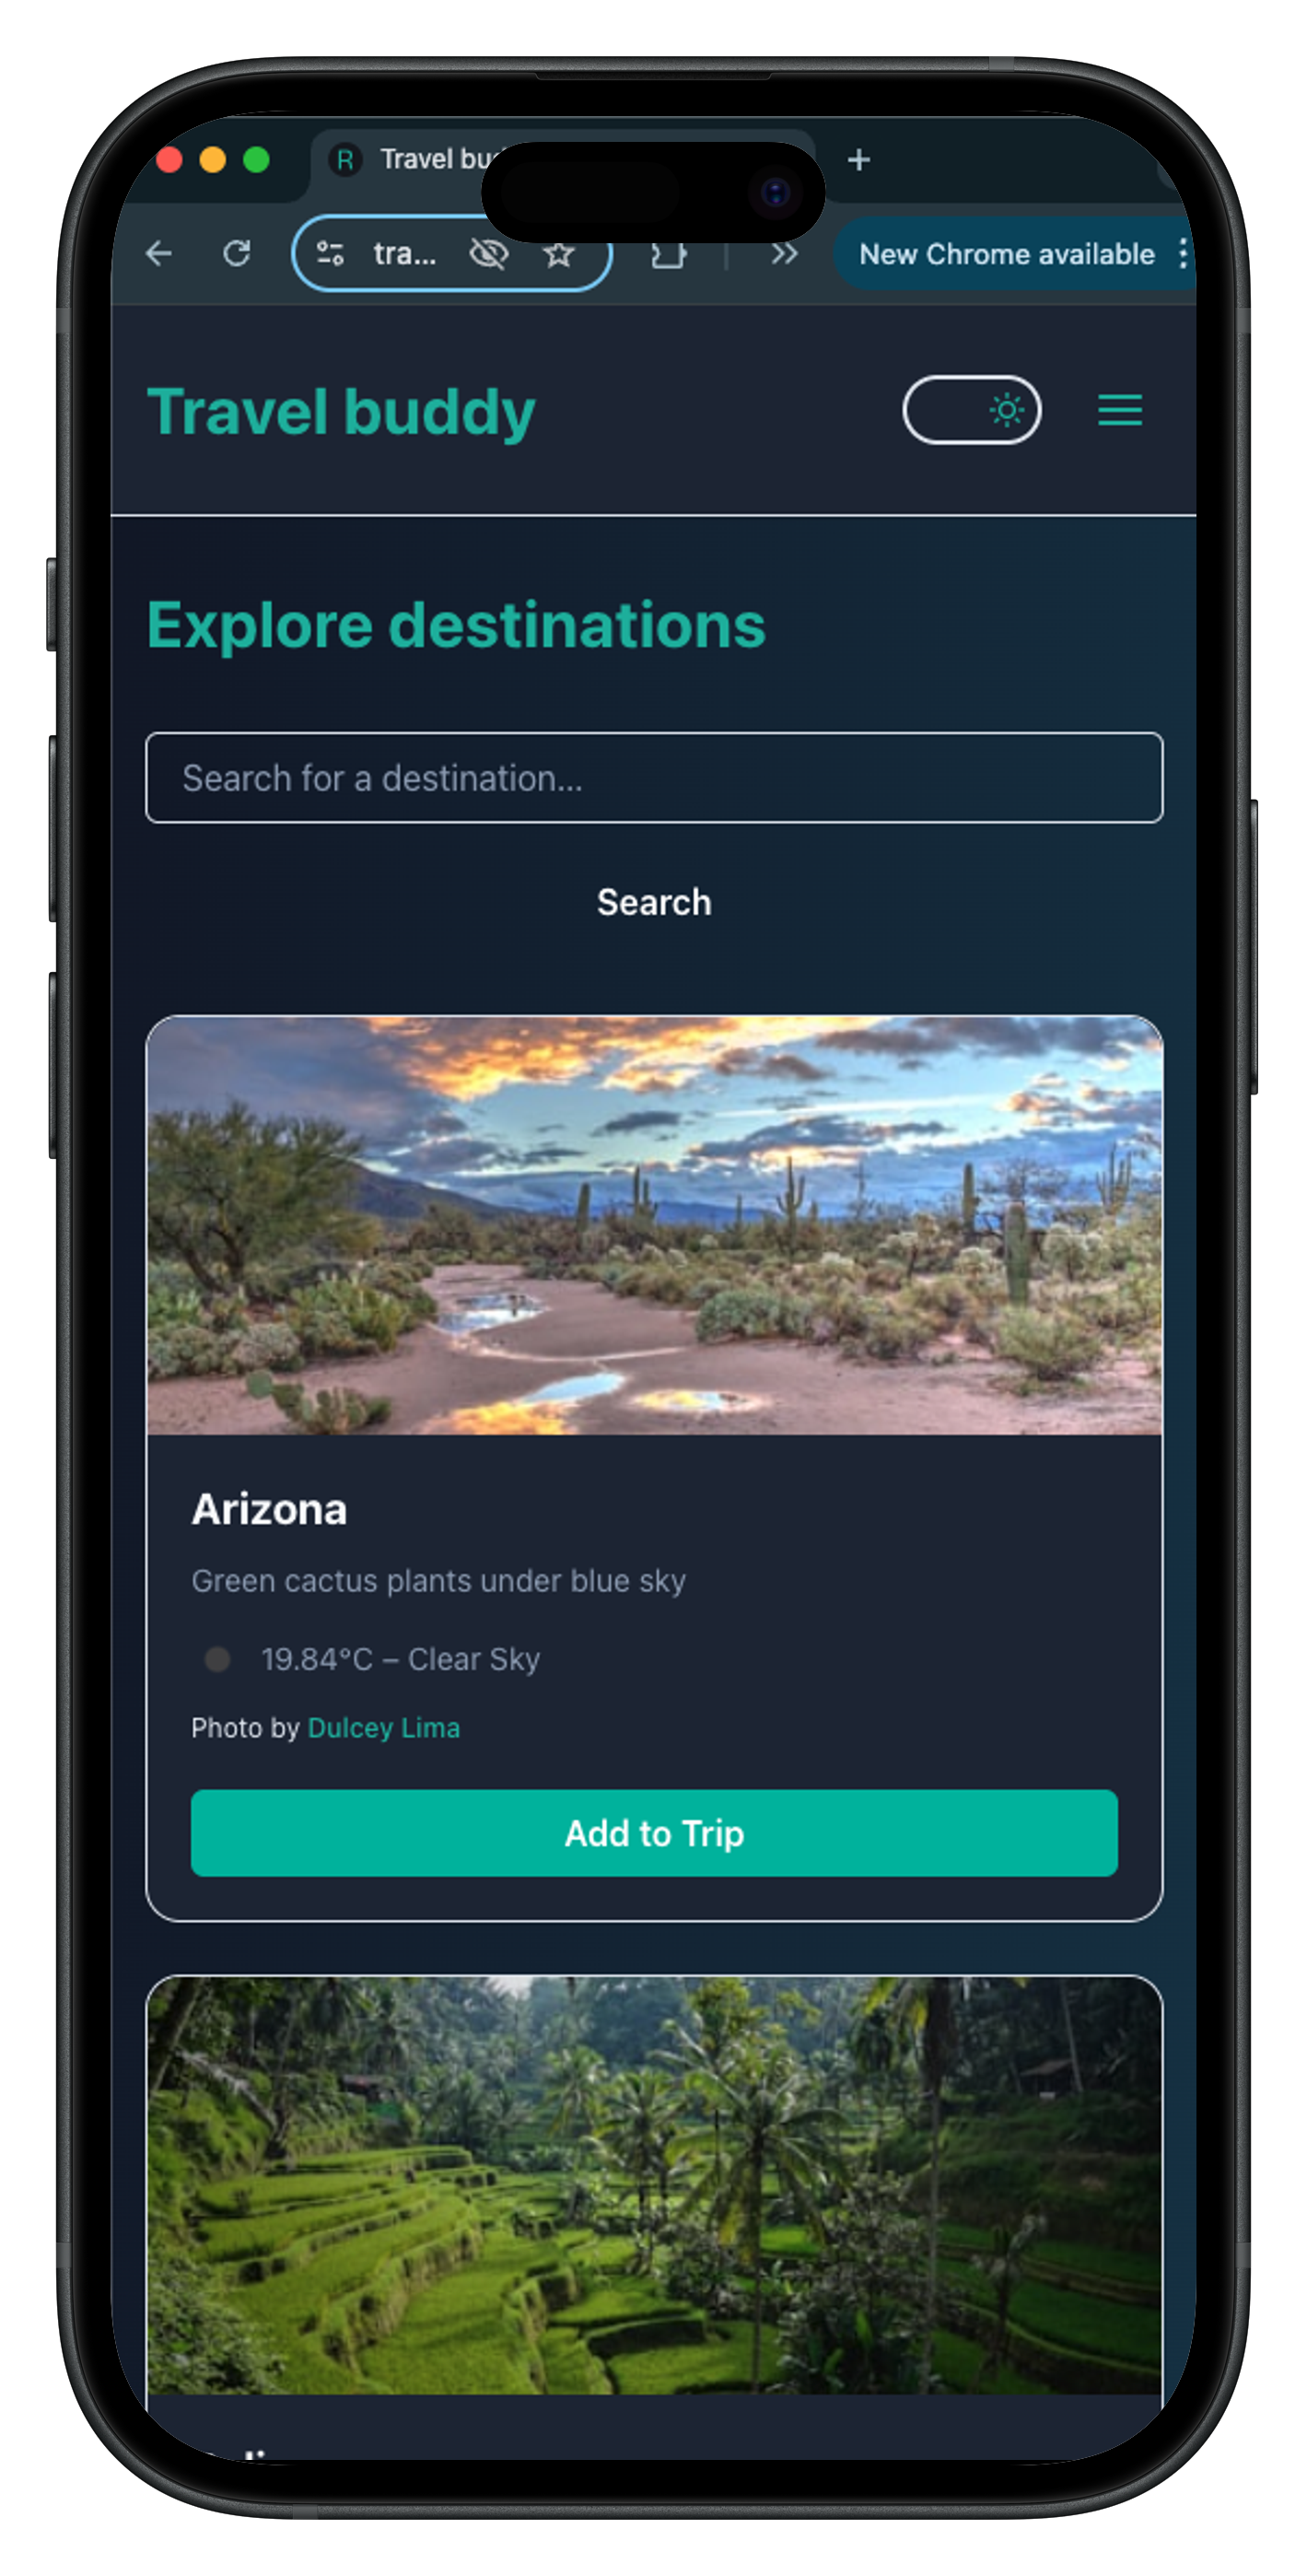 R Travel bu
tra...
New Chrome available
Travel buddy
Explore destinations
Search for a destination...
Search
Arizona
Green cactus plants under blue sky
19.84°C – Clear Sky
Photo by Dulcey Lima
Add to Trip